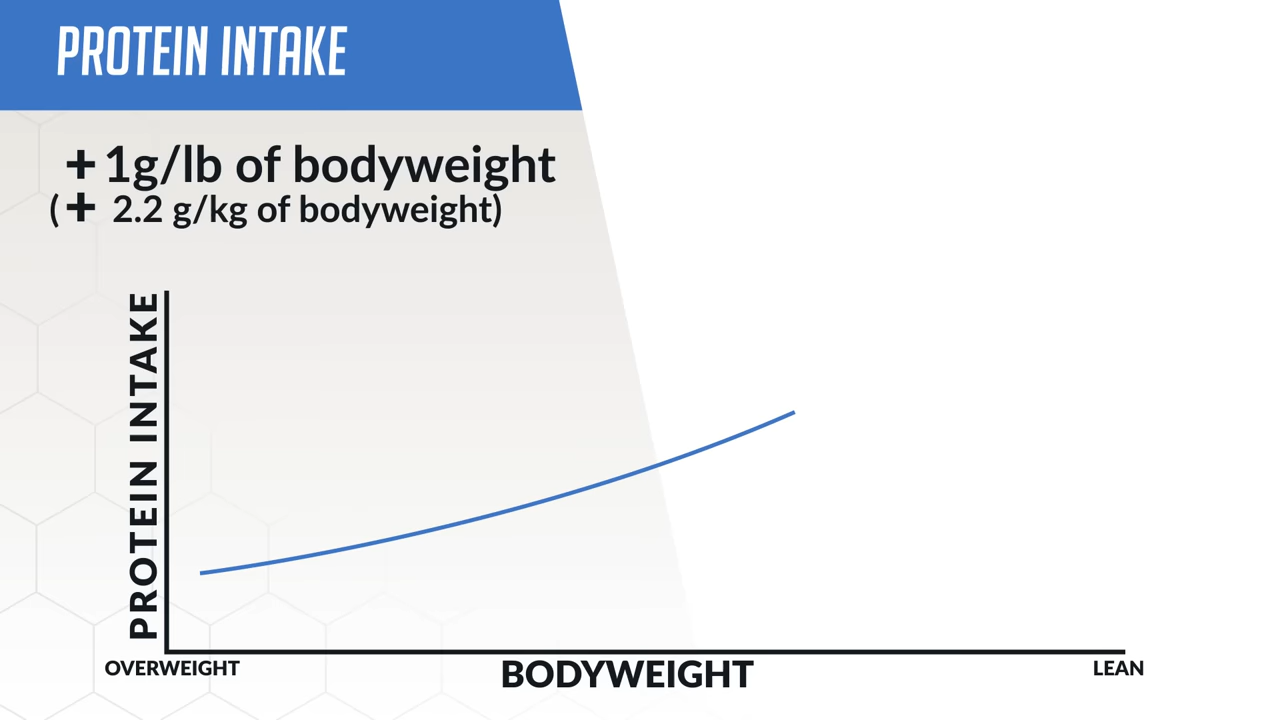 PROTEIN INTAKE
+ 1g/lb of bodyweight
(+ 2.2 g/kg of bodyweight)
PROTEIN INTAKE
OVERWEIGHT
BODYWEIGHT
LEAN